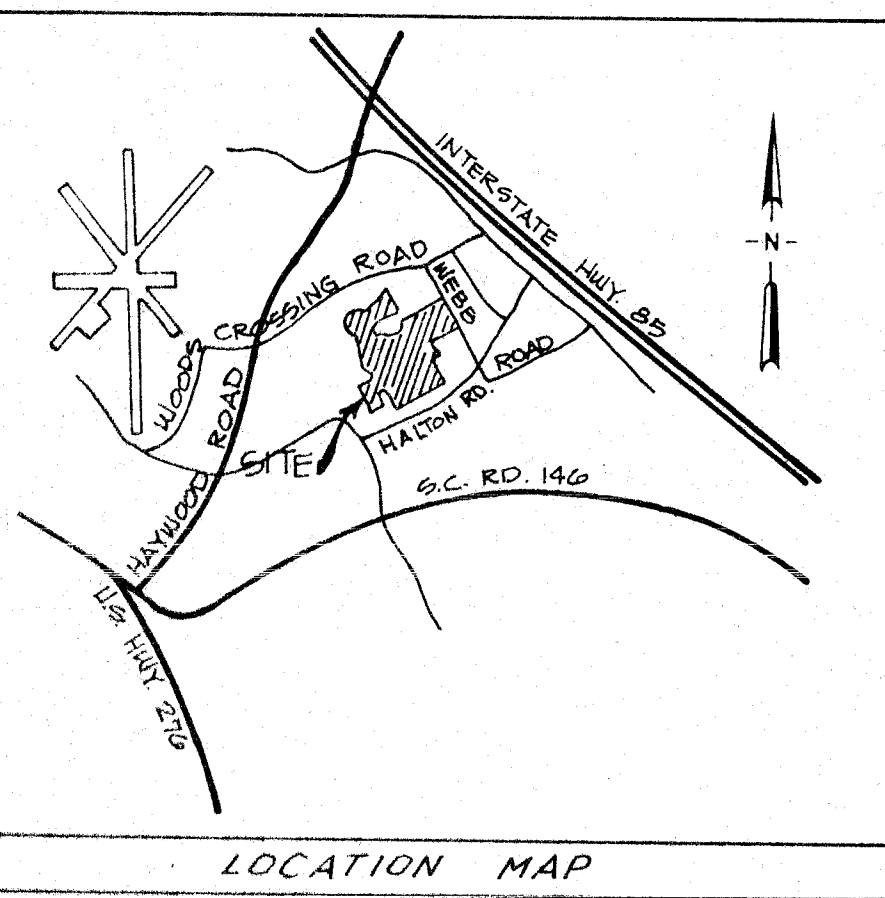 INTERSTATE HWY. 85
N
WOODS CROSSING ROAD
WEBB ROAD
HALTON RD.
HAYWOOD ROAD
SITE
S.C. RD. 146
U.S. HWY. 276
LOCATION MAP